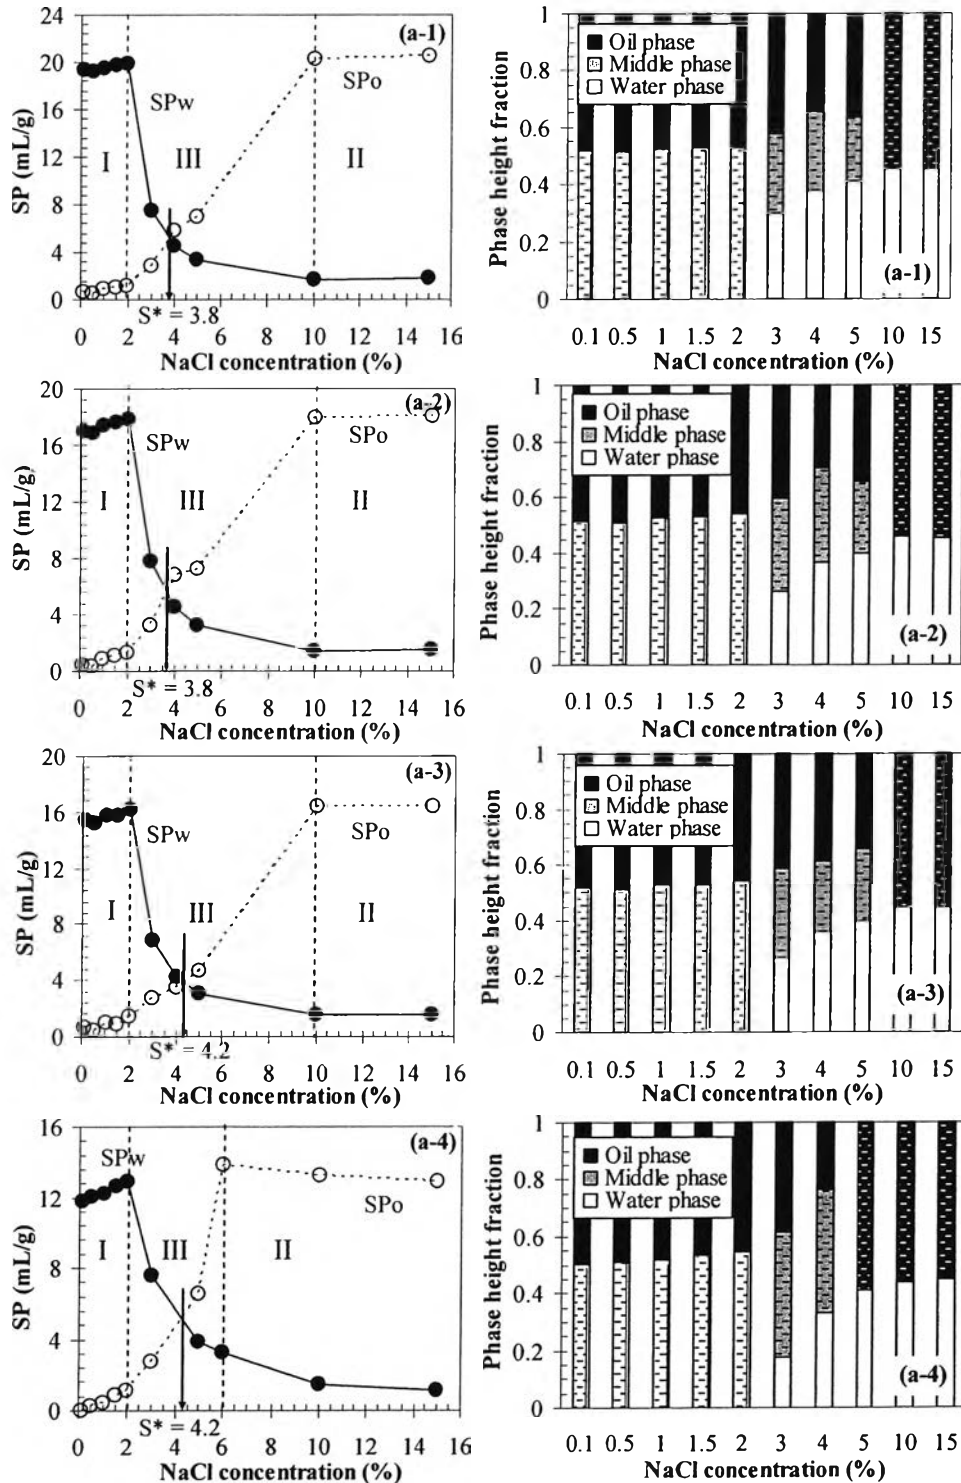 24
20
16
12
8
4
0
SP (mL/g)
(a-1)
SPw
SPo
I
III
II
S* = 3.8
0 2 4 6 8 10 12 14 16
NaCl concentration (%)
1
0.8
0.6
0.4
0.2
0
Phase height fraction
Oil phase
Middle phase
Water phase
(a-1)
0.1 0.5 1 1.5 2 3 4 5 10 15
NaCl concentration (%)
20
16
12
8
4
0
SP (mL/g)
(a-2)
SPw
SPo
I
III
II
S* = 3.8
0 2 4 6 8 10 12 14 16
NaCl concentration (%)
1
0.8
0.6
0.4
0.2
0
Phase height fraction
Oil phase
Middle phase
Water phase
(a-2)
0.1 0.5 1 1.5 2 3 4 5 10 15
NaCl concentration (%)
20
16
12
8
4
0
SP (mL/g)
(a-3)
SPw
SPo
I
III
II
S* = 4.2
0 2 4 6 8 10 12 14 16
NaCl concentration (%)
1
0.8
0.6
0.4
0.2
0
Phase height fraction
Oil phase
Middle phase
Water phase
(a-3)
0.1 0.5 1 1.5 2 3 4 5 10 15
NaCl concentration (%)
16
12
8
4
0
SP (mL/g)
(a-4)
SPw
SPo
I
III
II
S* = 4.2
0 2 4 6 8 10 12 14 16
NaCl concentration (%)
1
0.8
0.6
0.4
0.2
0
Phase height fraction
Oil phase
Middle phase
Water phase
(a-4)
0.1 0.5 1 1.5 2 3 4 5 10 15
NaCl concentration (%)